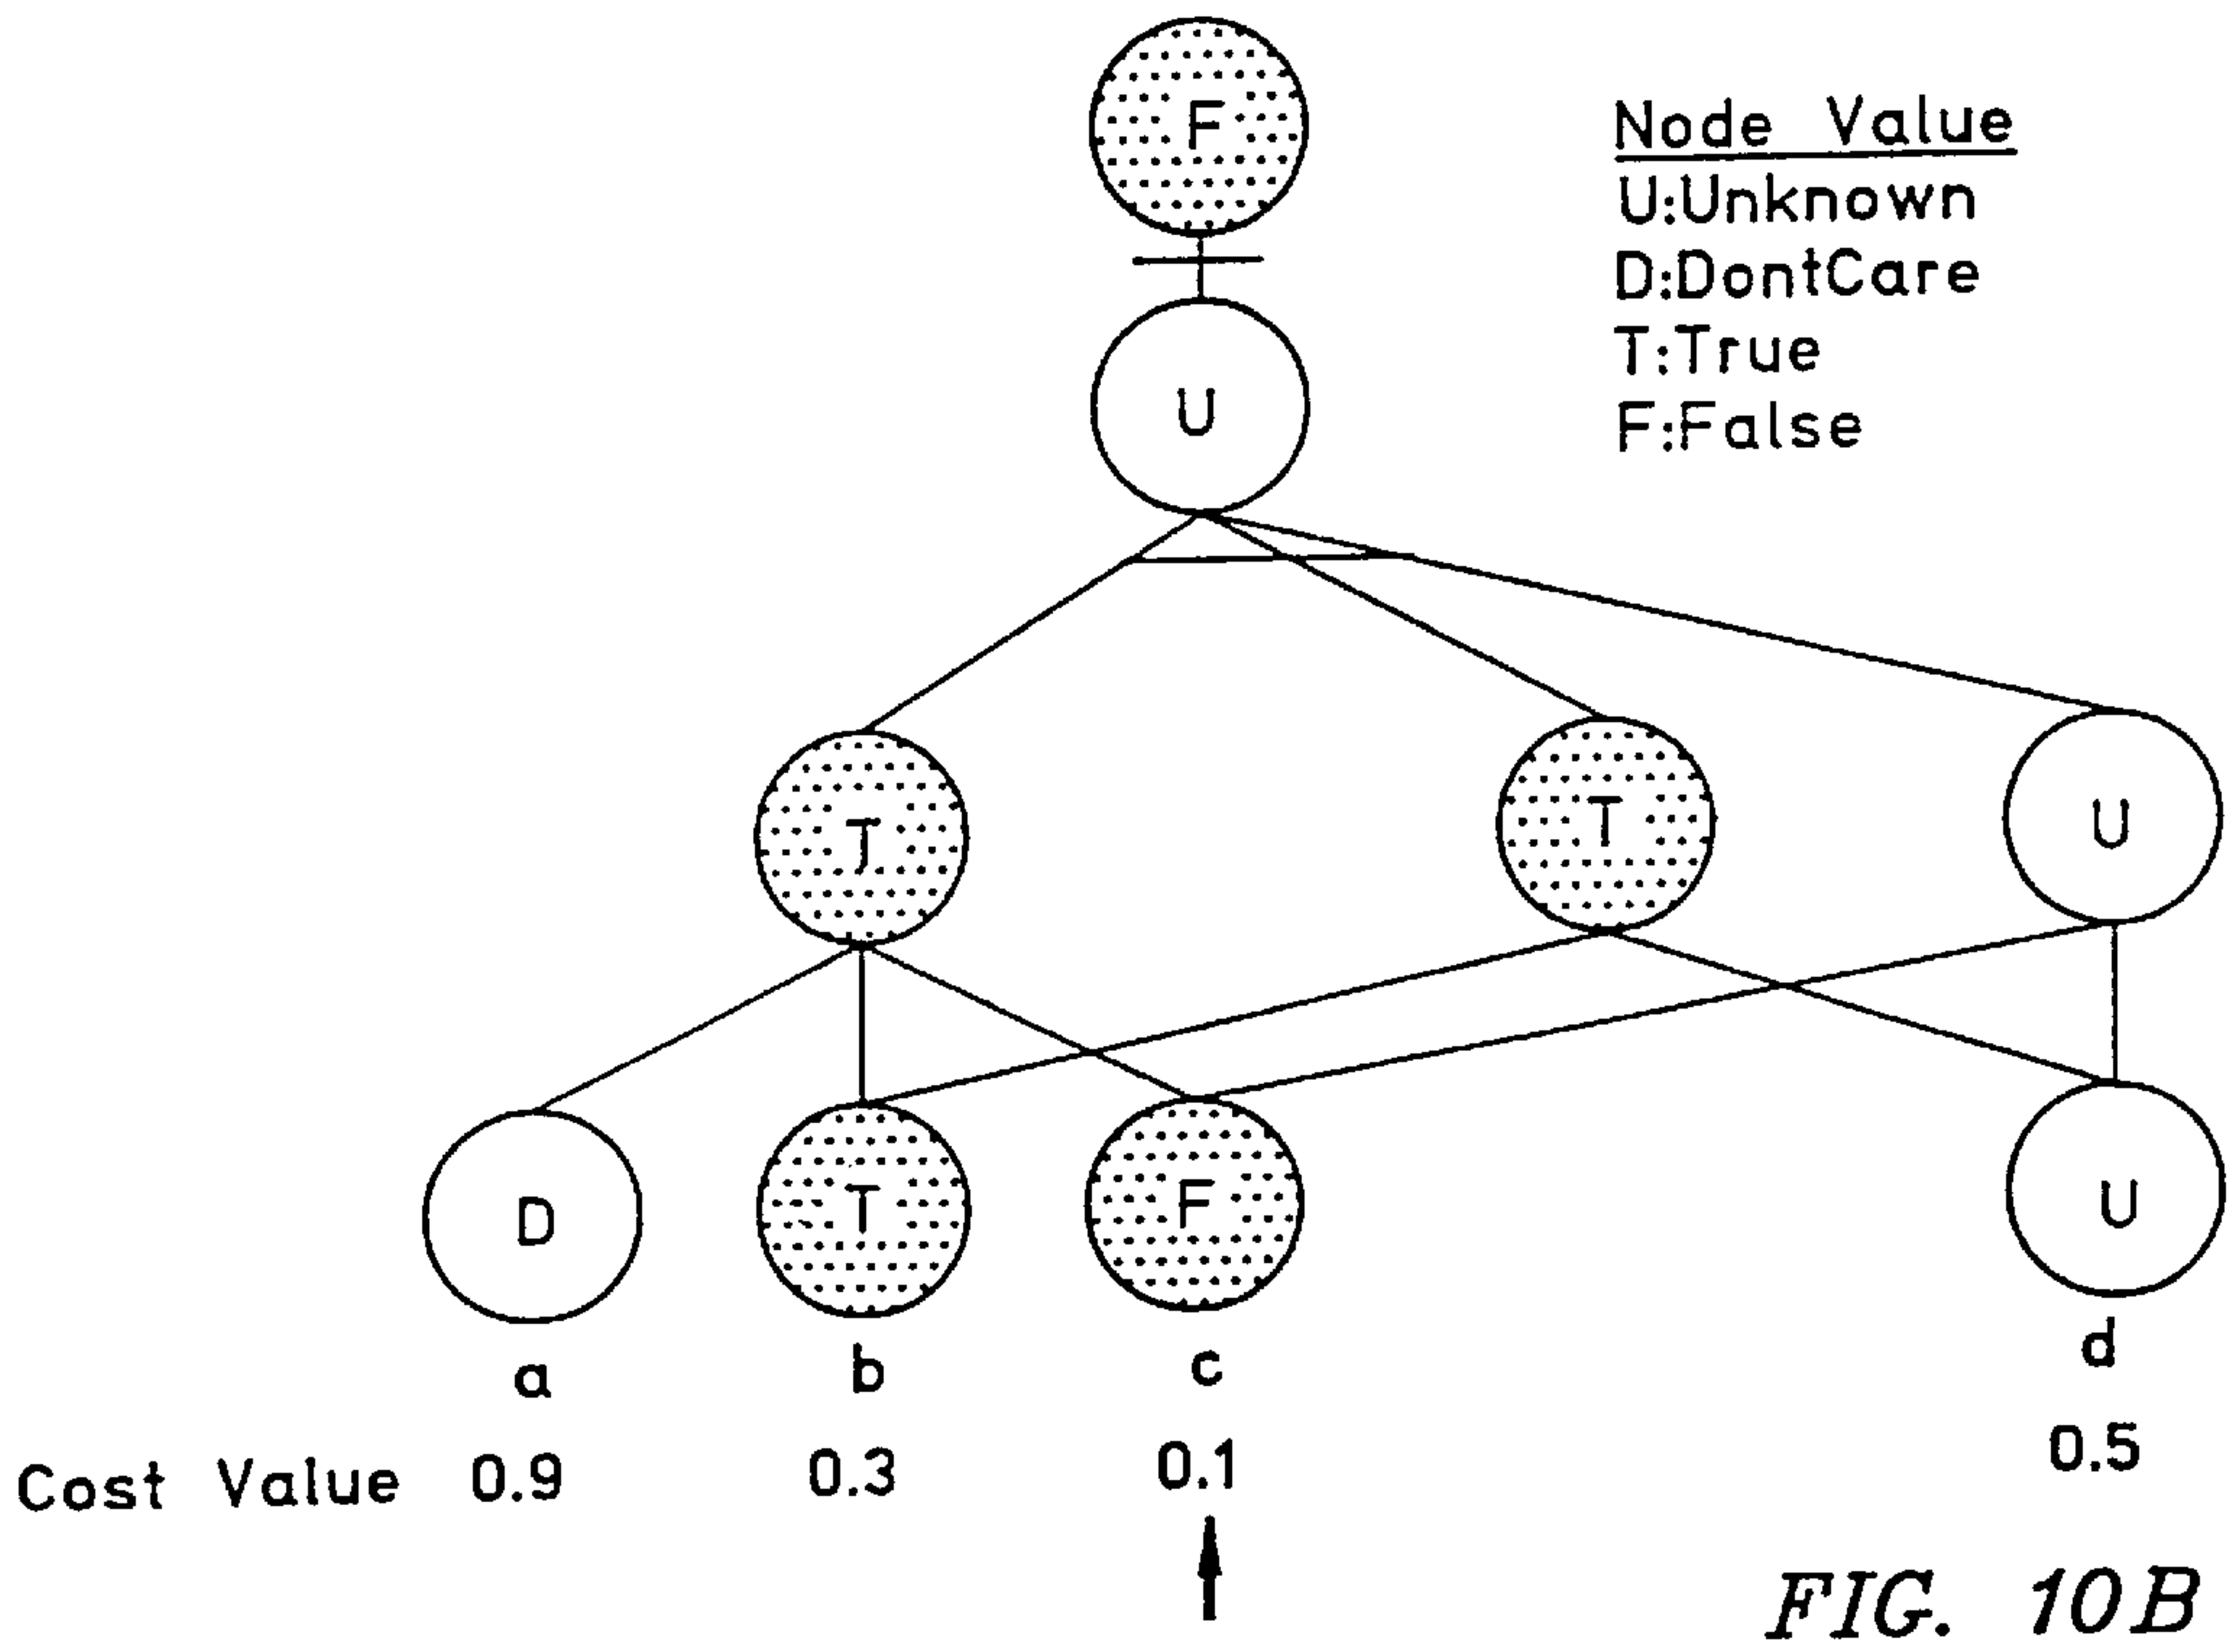 F
Node Value
U:Unknown
D:DontCare
T:True
F:False
U
T T U
D T F U
a b c d
Cost Value 0.9 0.3 0.1 0.5
FIG. 10B